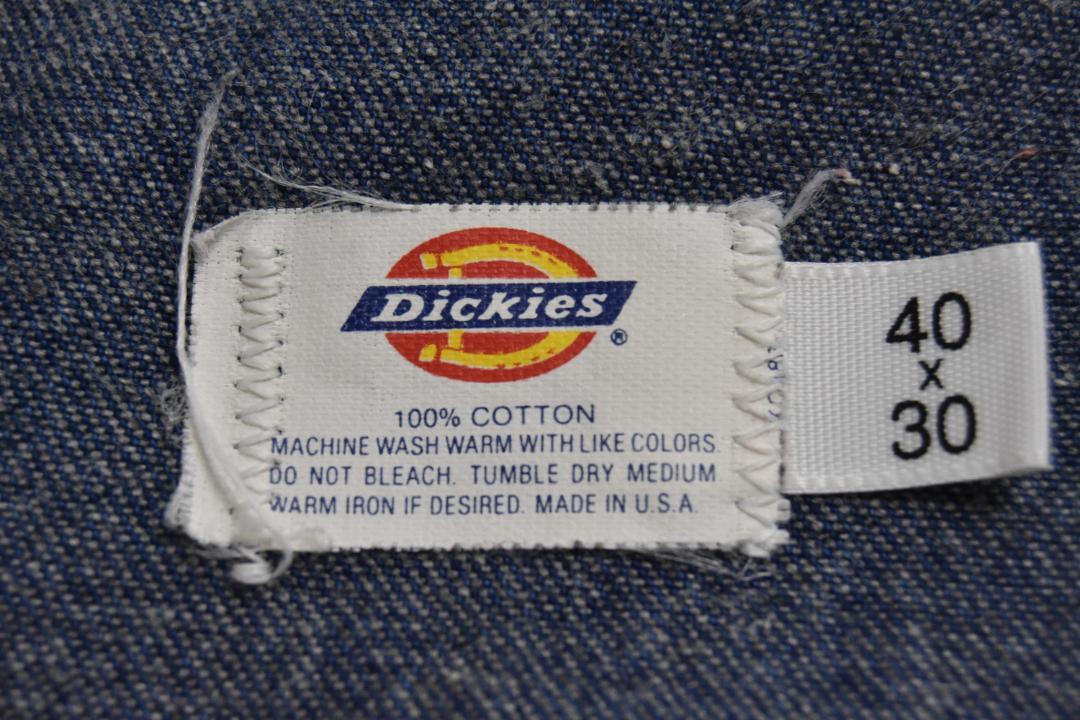 Dickies
®
100% COTTON
MACHINE WASH WARM WITH LIKE COLORS.
DO NOT BLEACH. TUMBLE DRY MEDIUM
WARM IRON IF DESIRED. MADE IN U.S.A.
40
x
30